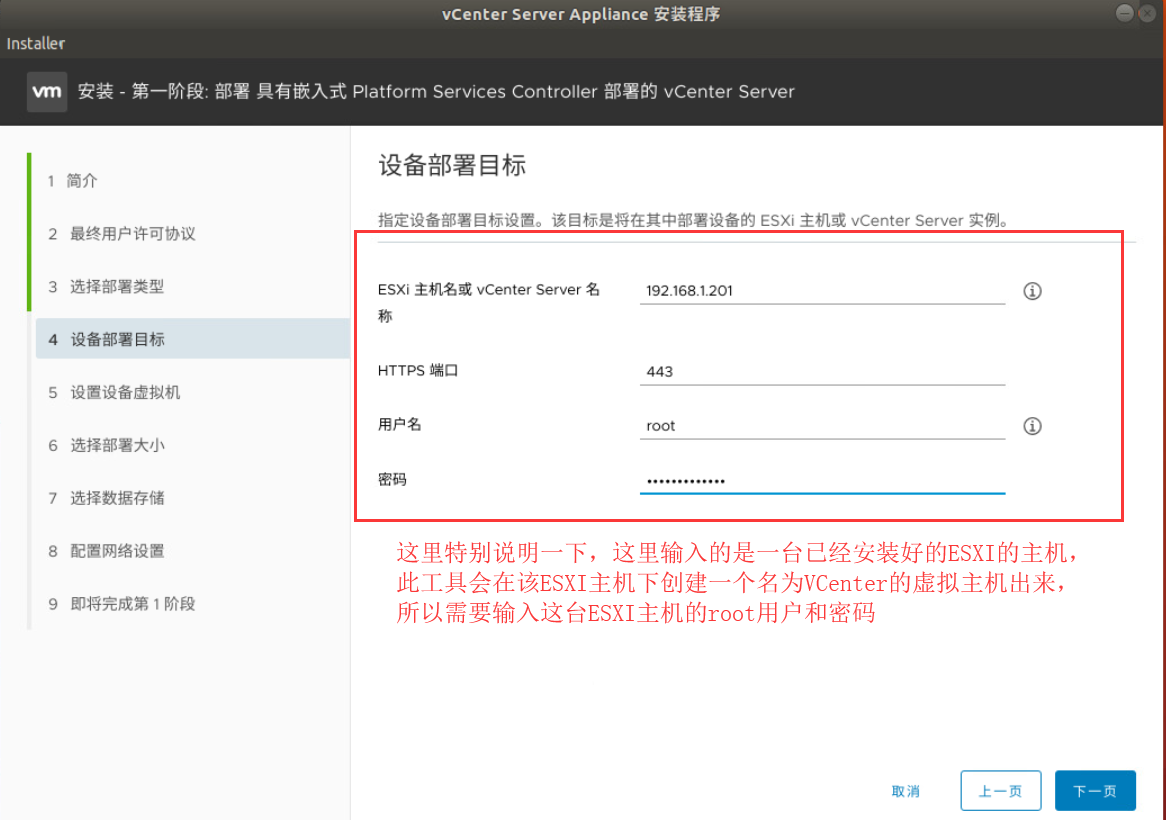 vCenter Server Appliance 安装程序
Installer
vm 安装 - 第一阶段: 部署 具有嵌入式 Platform Services Controller 部署的 vCenter Server
1 简介
2 最终用户许可协议
3 选择部署类型
4 设备部署目标
5 设置设备虚拟机
6 选择部署大小
7 选择数据存储
8 配置网络设置
9 即将完成第 1 阶段
设备部署目标
指定设备部署目标设置。该目标是将在其中部署设备的 ESXi 主机或 vCenter Server 实例。
ESXi 主机名或 vCenter Server 名
称
192.168.1.201
HTTPS 端口
443
用户名
root
密码
•••••••••••••
这里特别说明一下，这里输入的是一台已经安装好的ESXI的主机，
此工具会在该ESXI主机下创建一个名为VCenter的虚拟主机出来，
所以需要输入这台ESXI主机的root用户和密码
取消
上一页
下一页